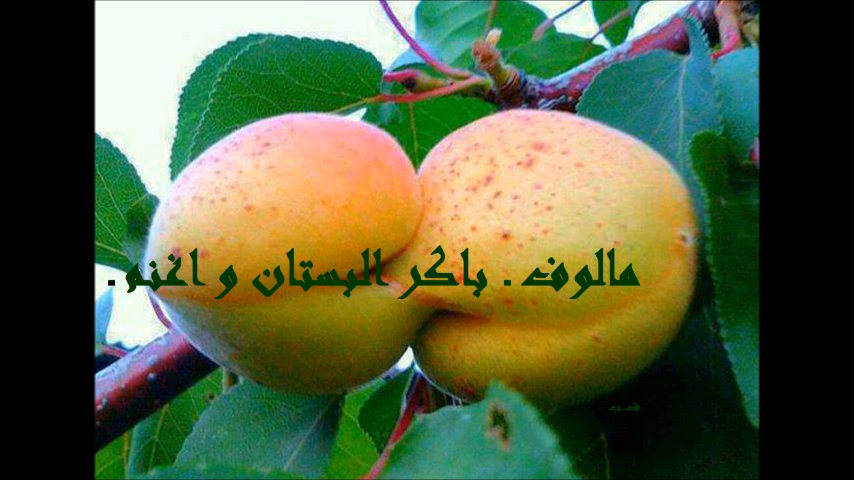 مالوف. باكر البستان و اغنم.
ف.ب